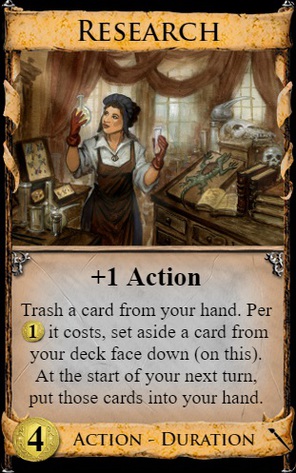 RESEARCH
+1 Action
Trash a card from your hand. Per
1 it costs, set aside a card from
your deck face down (on this).
At the start of your next turn,
put those cards into your hand.
4 ACTION - DURATION